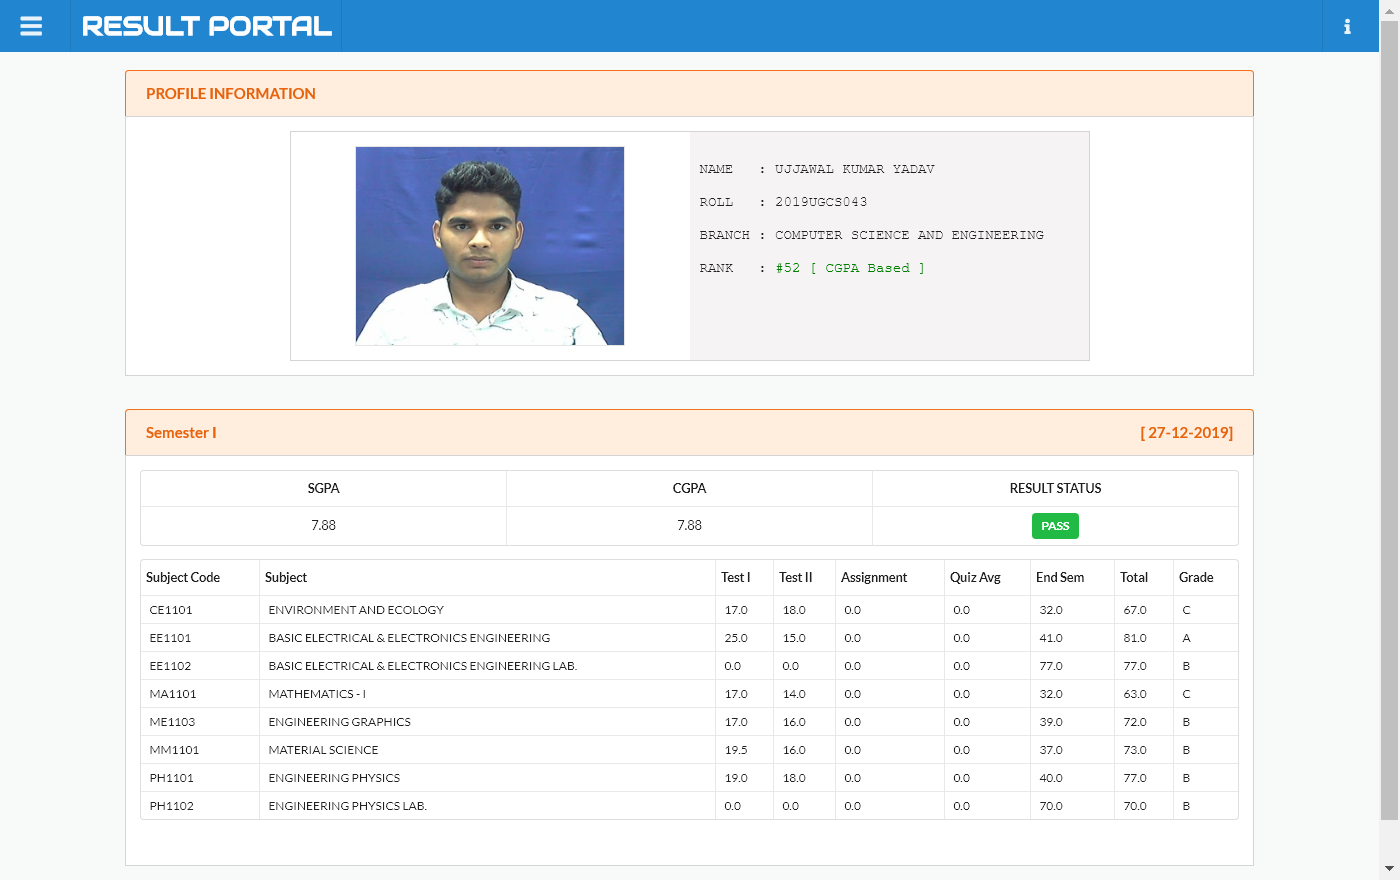 RESULT PORTAL
PROFILE INFORMATION
NAME : UJJAWAL KUMAR YADAV
ROLL : 2019UGCS043
BRANCH : COMPUTER SCIENCE AND ENGINEERING
RANK : #52 [ CGPA Based ]
Semester I [ 27-12-2019]
SGPA CGPA RESULT STATUS
7.88 7.88 PASS
Subject Code Subject Test I Test II Assignment Quiz Avg End Sem Total Grade
CE1101 ENVIRONMENT AND ECOLOGY 17.0 18.0 0.0 0.0 32.0 67.0 C
EE1101 BASIC ELECTRICAL & ELECTRONICS ENGINEERING 25.0 15.0 0.0 0.0 41.0 81.0 A
EE1102 BASIC ELECTRICAL & ELECTRONICS ENGINEERING LAB. 0.0 0.0 0.0 0.0 77.0 77.0 B
MA1101 MATHEMATICS - I 17.0 14.0 0.0 0.0 32.0 63.0 C
ME1103 ENGINEERING GRAPHICS 17.0 16.0 0.0 0.0 39.0 72.0 B
MM1101 MATERIAL SCIENCE 19.5 16.0 0.0 0.0 37.0 73.0 B
PH1101 ENGINEERING PHYSICS 19.0 18.0 0.0 0.0 40.0 77.0 B
PH1102 ENGINEERING PHYSICS LAB. 0.0 0.0 0.0 0.0 70.0 70.0 B